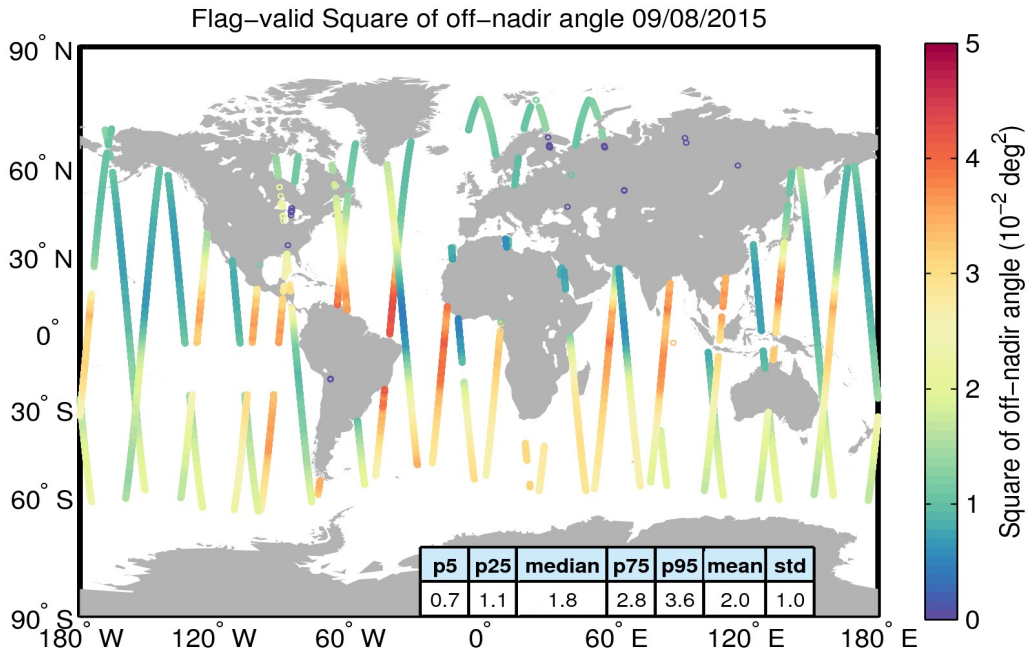 Flag−valid Square of off−nadir angle 09/08/2015
90° N
60° N
30° N
0°
30° S
60° S
90° S
180° W
120° W
60° W
0°
60° E
120° E
180° E
p5 p25 median p75 p95 mean std
0.7 1.1 1.8 2.8 3.6 2.0 1.0
5
4
3
2
1
0
Square of off−nadir angle (10⁻² deg²)